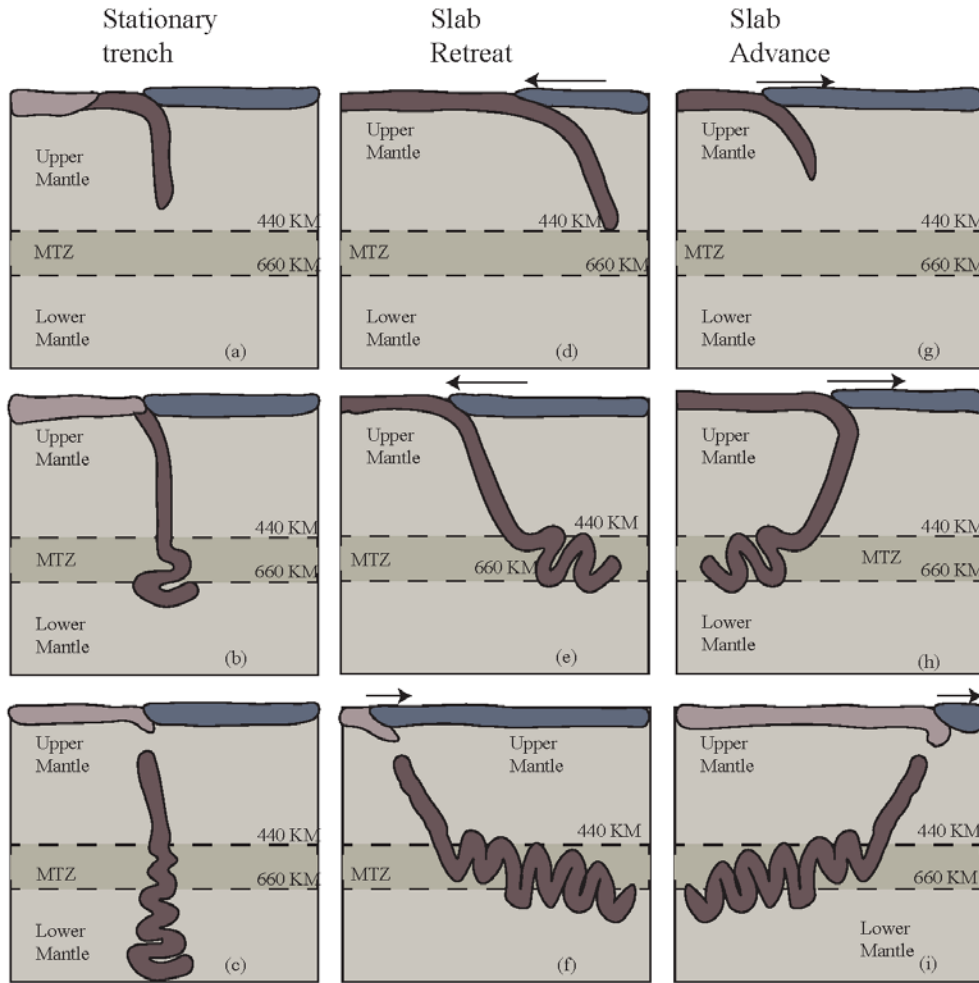 Stationary
trench
Slab
Retreat
Slab
Advance
Upper
Mantle
440 KM
MTZ
660 KM
Lower
Mantle
(a)
Upper
Mantle
440 KM
MTZ
660 KM
Lower
Mantle
(d)
Upper
Mantle
440 KM
MTZ
660 KM
Lower
Mantle
(g)
Upper
Mantle
440 KM
MTZ
660 KM
Lower
Mantle
(b)
Upper
Mantle
440 KM
MTZ
660 KM
Lower
Mantle
(e)
Upper
Mantle
440 KM
MTZ
660 KM
Lower
Mantle
(h)
Upper
Mantle
440 KM
MTZ
660 KM
Lower
Mantle
(c)
Upper
Mantle
440 KM
MTZ
(f)
Upper
Mantle
440 KM
MTZ
660 KM
Lower
Mantle
(i)